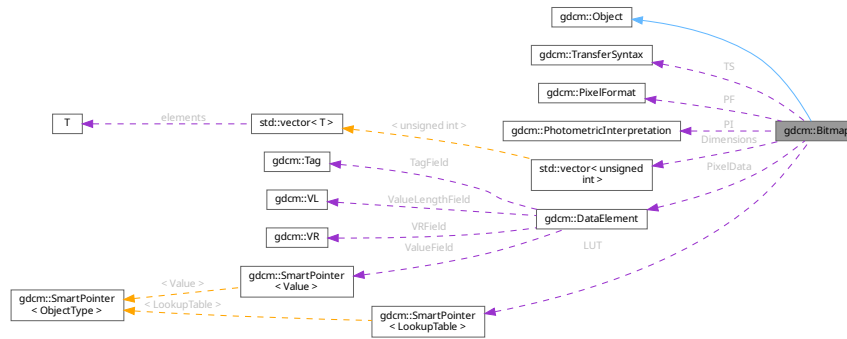 gdcm::Object
gdcm::TransferSyntax
TS
gdcm::PixelFormat
PF
T
elements
std::vector< T >
< unsigned int >
gdcm::PhotometricInterpretation
PI
gdcm::Bitmap
Dimensions
gdcm::Tag
TagField
std::vector< unsigned
int >
PixelData
gdcm::VL
ValueLengthField
gdcm::DataElement
gdcm::VR
VRField
ValueField
LUT
gdcm::SmartPointer
< Value >
< Value >
gdcm::SmartPointer
< ObjectType >
< LookupTable >
gdcm::SmartPointer
< LookupTable >